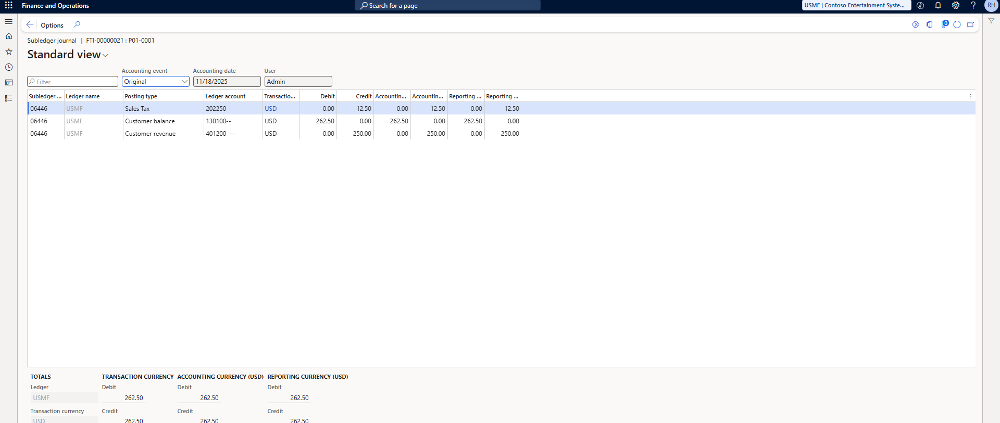 Finance and Operations
Search for a page
USMF | Contoso Entertainment Syste...
?
RH
Options
0
Subledger journal | FTI-00000021 : P01-0001
Standard view
Accounting event Accounting date User
Filter Original 11/18/2025 Admin
Subledger ... Ledger name Posting type Ledger account Transactio... Debit Credit Accountin... Accountin... Reporting ... Reporting ...
06446 USMF Sales Tax 202250-- USD 0.00 12.50 0.00 12.50 0.00 12.50
06446 USMF Customer balance 130100-- USD 262.50 0.00 262.50 0.00 262.50 0.00
06446 USMF Customer revenue 401200---- USD 0.00 250.00 0.00 250.00 0.00 250.00
TOTALS TRANSACTION CURRENCY ACCOUNTING CURRENCY (USD) REPORTING CURRENCY (USD)
Ledger Debit Debit Debit
USMF 262.50 262.50 262.50
Transaction currency Credit Credit Credit
USD 262.50 262.50 262.50